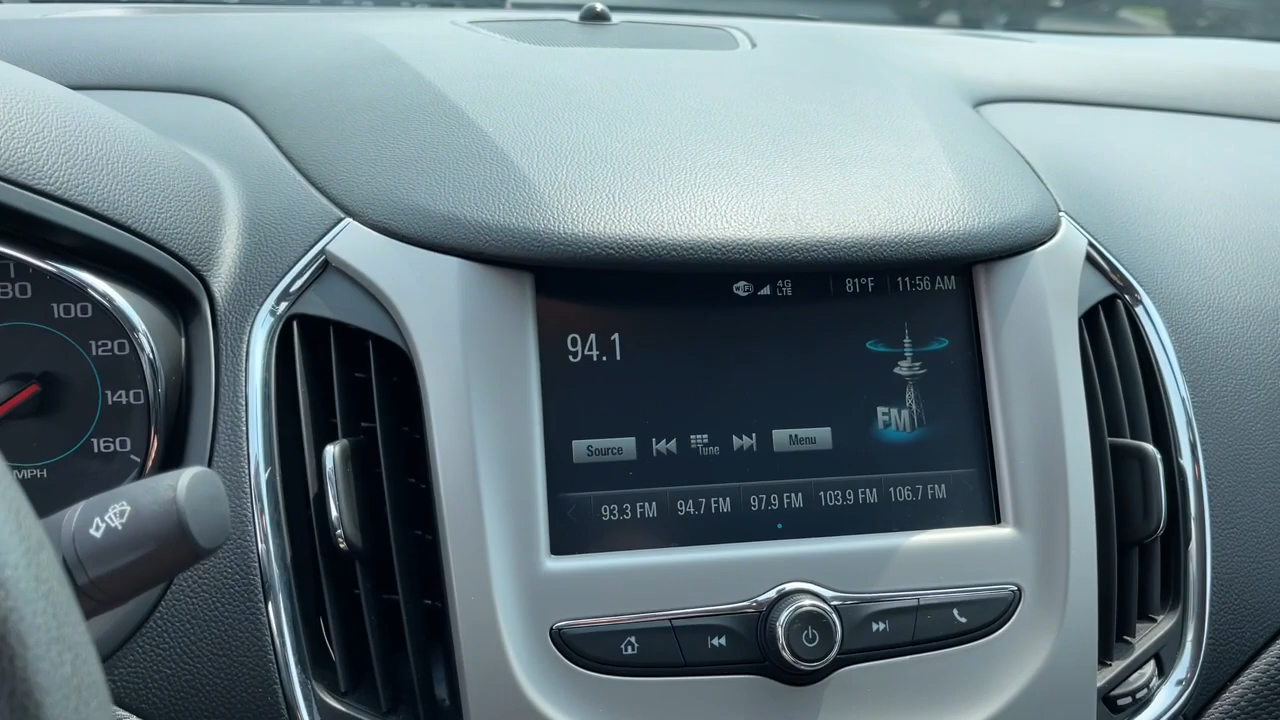 WiFi 4G LTE 81°F 11:56 AM
94.1
FM
Source Tune Menu
93.3 FM 94.7 FM 97.9 FM 103.9 FM 106.7 FM
80
100
120
140
160
MPH